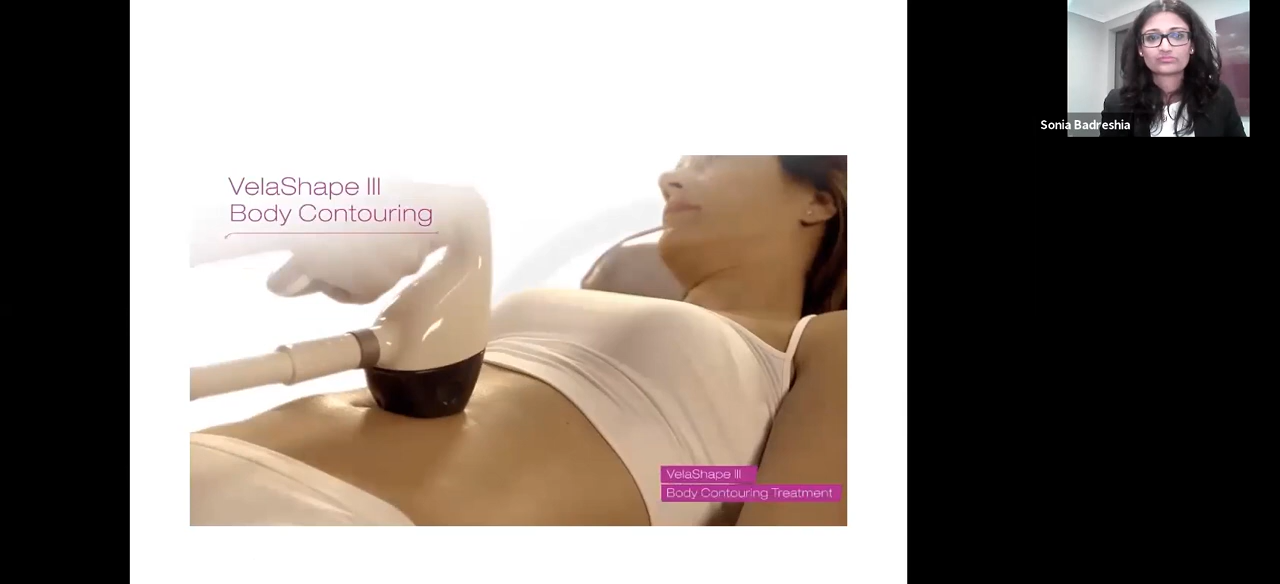 VelaShape III
Body Contouring
Sonia Badreshia
VelaShape III
Body Contouring Treatment